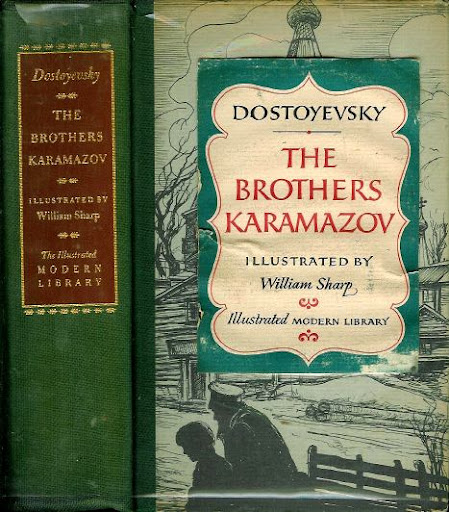 Dostoyevsky
THE
BROTHERS
KARAMAZOV
ILLUSTRATED BY
William Sharp
The Illustrated
MODERN
LIBRARY
DOSTOYEVSKY
THE
BROTHERS
KARAMAZOV
ILLUSTRATED BY
William Sharp
Illustrated MODERN LIBRARY